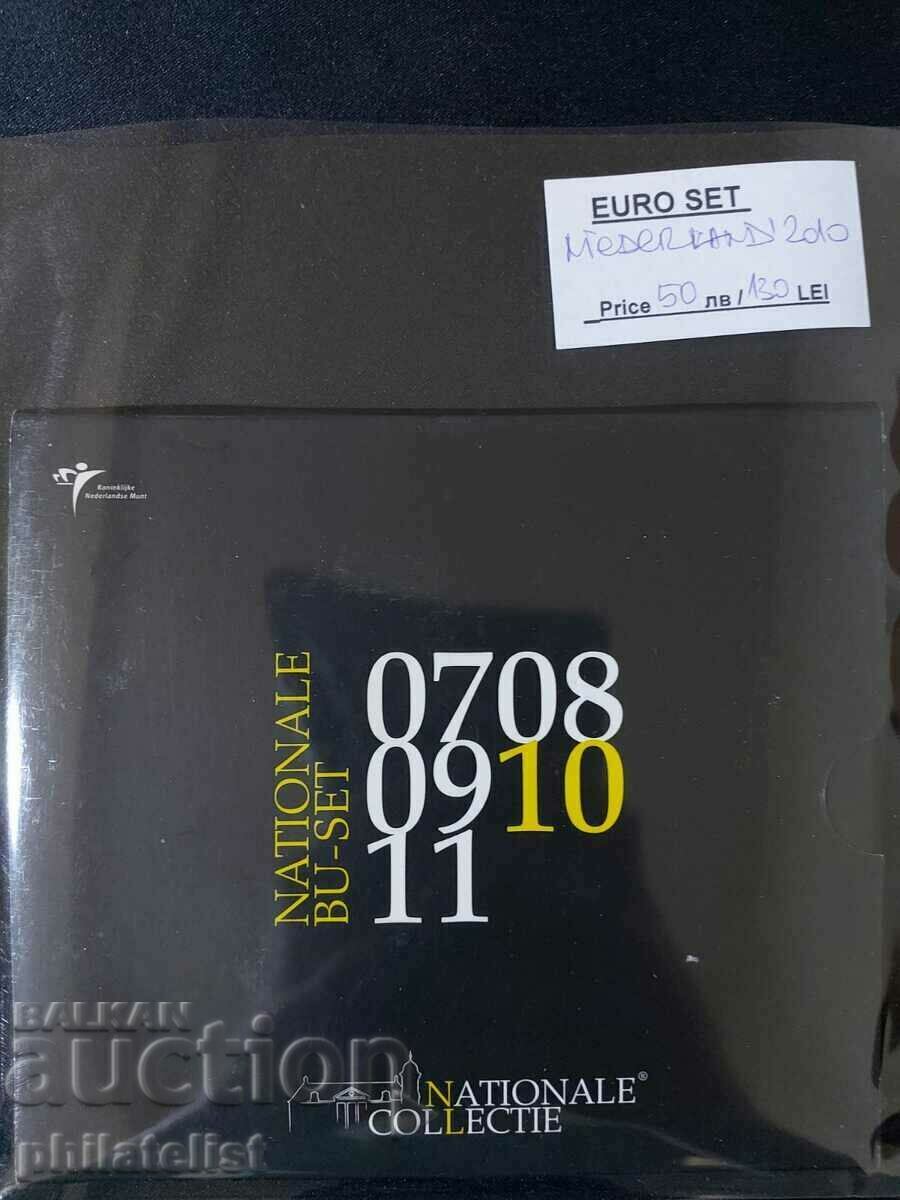 EURO SET
NiEDERLAND'2010
Price 50 лв / 130 LEI
Koninklijke
Nederlandse Munt
NATIONALE
BU-SET
0708
0910
11
NATIONALE®
COLLECTIE
BALKAN
auction
philatelist